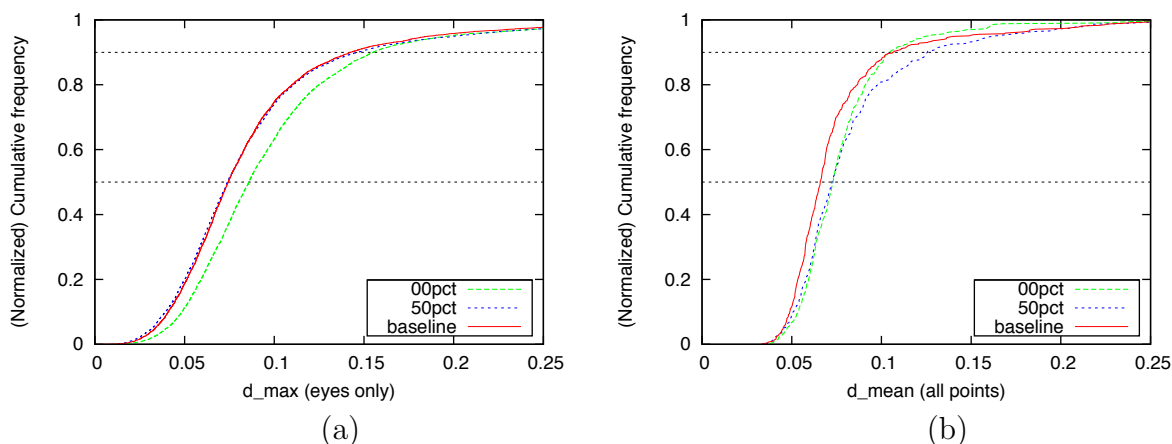 (Normalized) Cumulative frequency
1
0.8
0.6
0.4
0.2
0
0 0.05 0.1 0.15 0.2 0.25
d_max (eyes only)
00pct
50pct
baseline
(a)
(Normalized) Cumulative frequency
1
0.8
0.6
0.4
0.2
0
0 0.05 0.1 0.15 0.2 0.25
d_mean (all points)
00pct
50pct
baseline
(b)